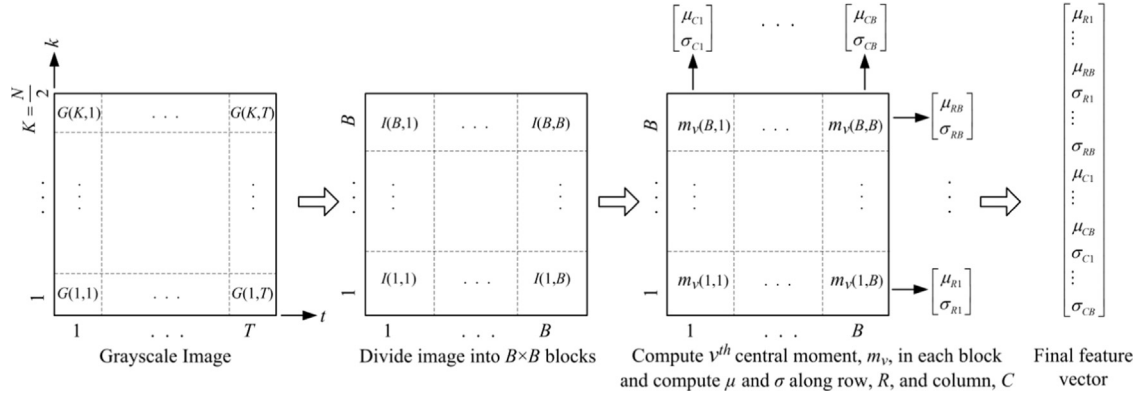 k
K = N/2
G(K,1) . . . G(K,T)
⋮ ⋮ ⋮
1
G(1,1) . . . G(1,T)
t
1 . . . T
Grayscale Image
B
I(B,1) . . . I(B,B)
⋮ ⋮ ⋮
1
I(1,1) . . . I(1,B)
1 . . . B
Divide image into B×B blocks
μC1 . . . μCB
σC1 σCB
B
mν(B,1) . . . mν(B,B)
μRB
σRB
⋮ ⋮ ⋮ ⋮
1
mν(1,1) . . . mν(1,B)
μR1
σR1
1 . . . B
Compute νth central moment, mν, in each block
and compute μ and σ along row, R, and column, C
μR1
⋮
μRB
σR1
⋮
σRB
μC1
⋮
μCB
σC1
⋮
σCB
Final feature
vector